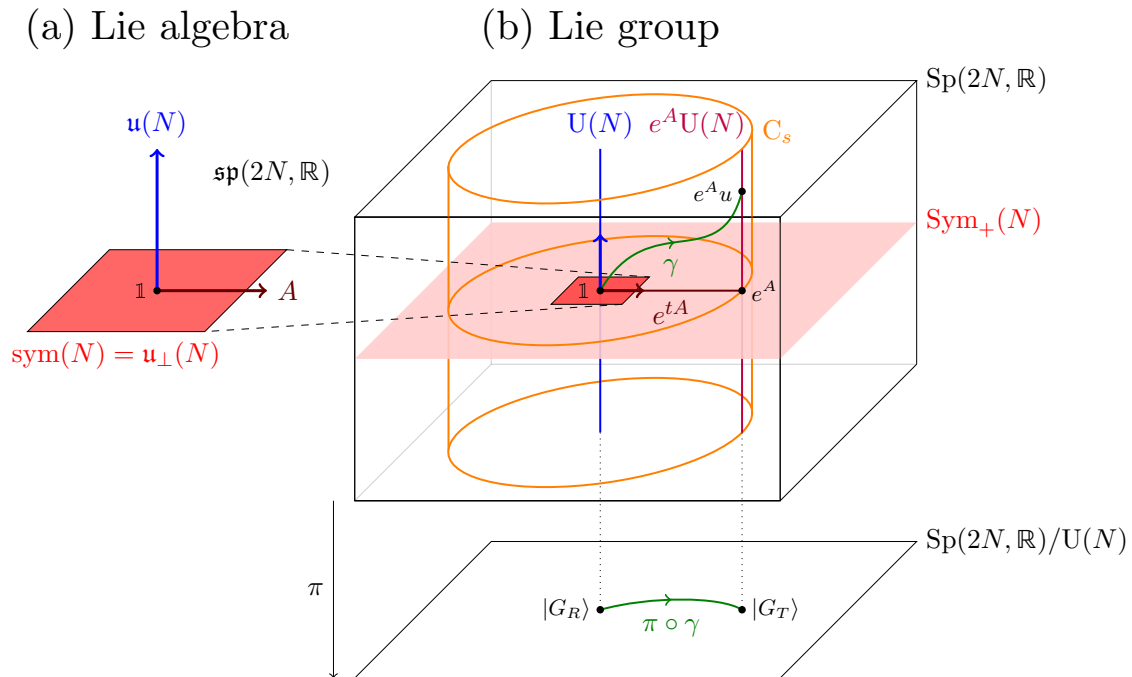 (a) Lie algebra
(b) Lie group
Sp(2N, ℝ)
𝔲(N)
U(N)
e^A U(N)
C_s
𝔰𝔭(2N, ℝ)
e^A u
Sym_+(N)
γ
𝟙
A
𝟙
e^A
e^{tA}
sym(N) = 𝔲_⊥(N)
Sp(2N, ℝ)/U(N)
π
|G_R⟩
|G_T⟩
π ∘ γ